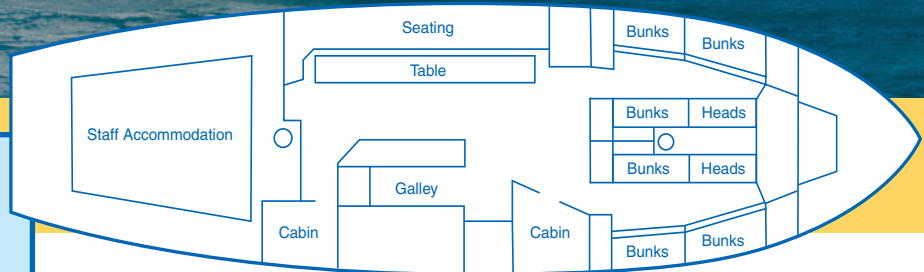 Seating
Bunks
Bunks
Table
Staff Accommodation
Bunks
Heads
Bunks
Heads
Galley
Cabin
Cabin
Bunks
Bunks